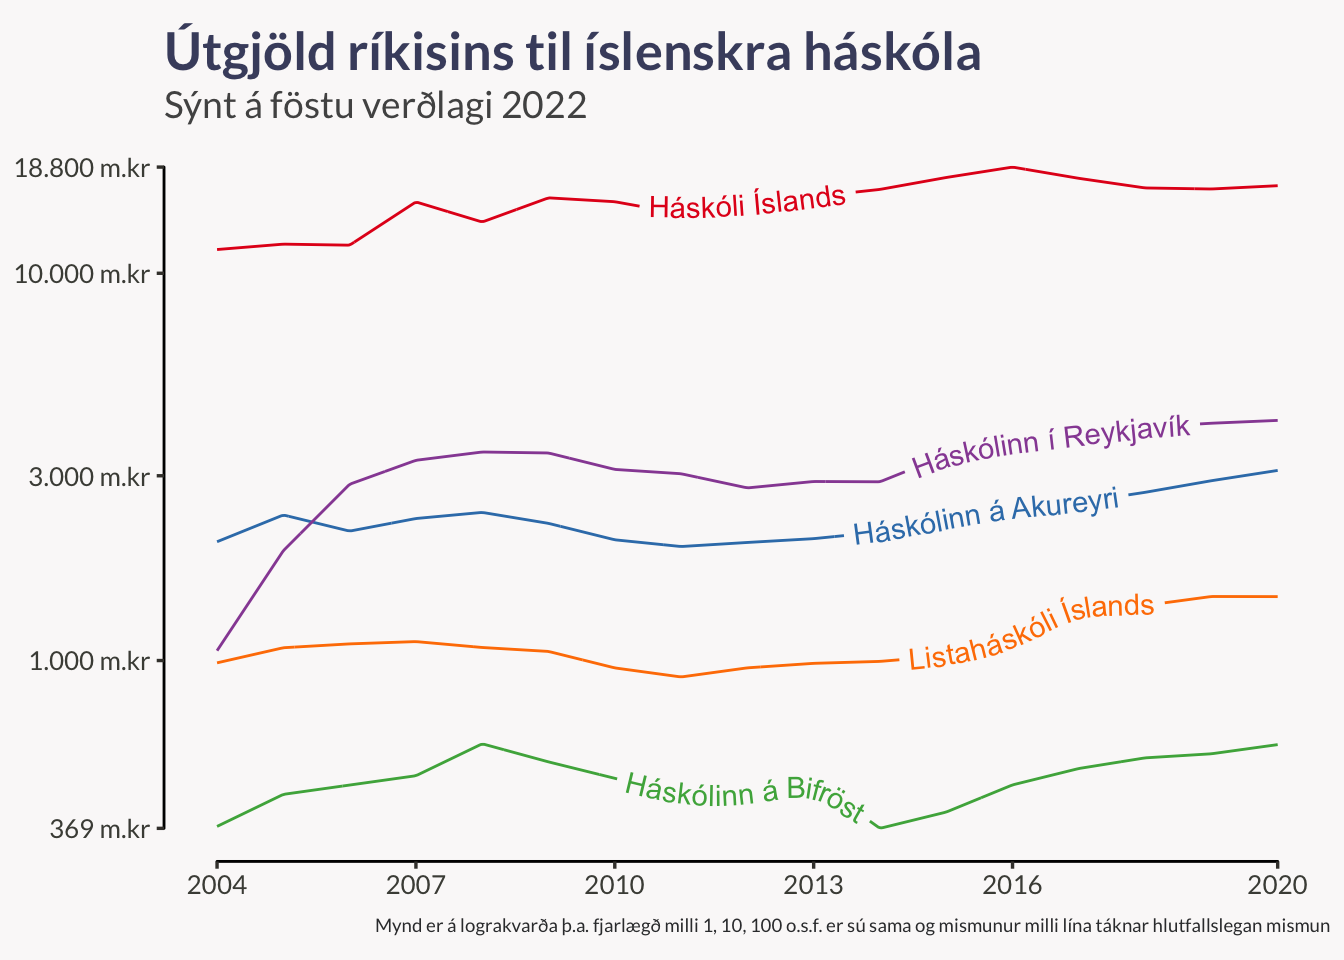 Útgjöld ríkisins til íslenskra háskóla
Sýnt á föstu verðlagi 2022
18.800 m.kr
10.000 m.kr
3.000 m.kr
1.000 m.kr
369 m.kr
Háskóli Íslands
Háskólinn í Reykjavík
Háskólinn á Akureyri
Listaháskóli Íslands
Háskólinn á Bifröst
2004 2007 2010 2013 2016 2020
Mynd er á lograkvarða þ.a. fjarlægð milli 1, 10, 100 o.s.f. er sú sama og mismunur milli lína táknar hlutfallslegan mismun